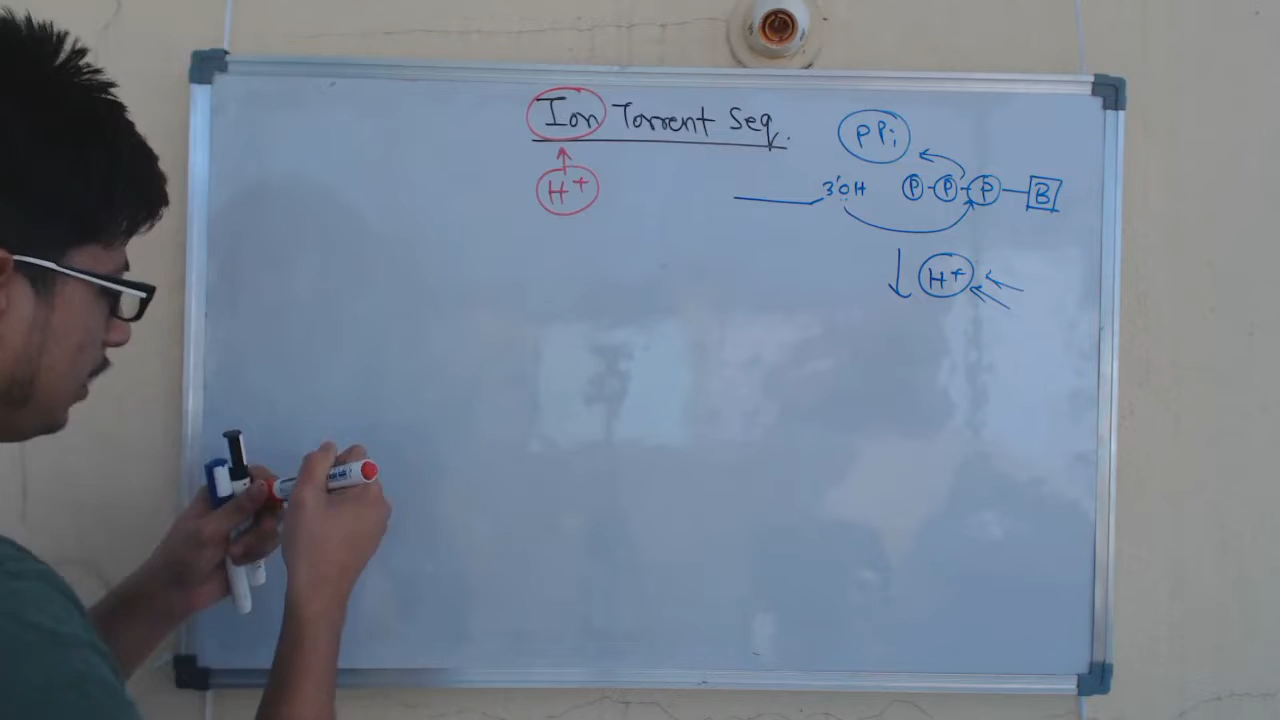 Ion Torrent Seq.
PPi
H+
3'OH P-P-P-B
H+